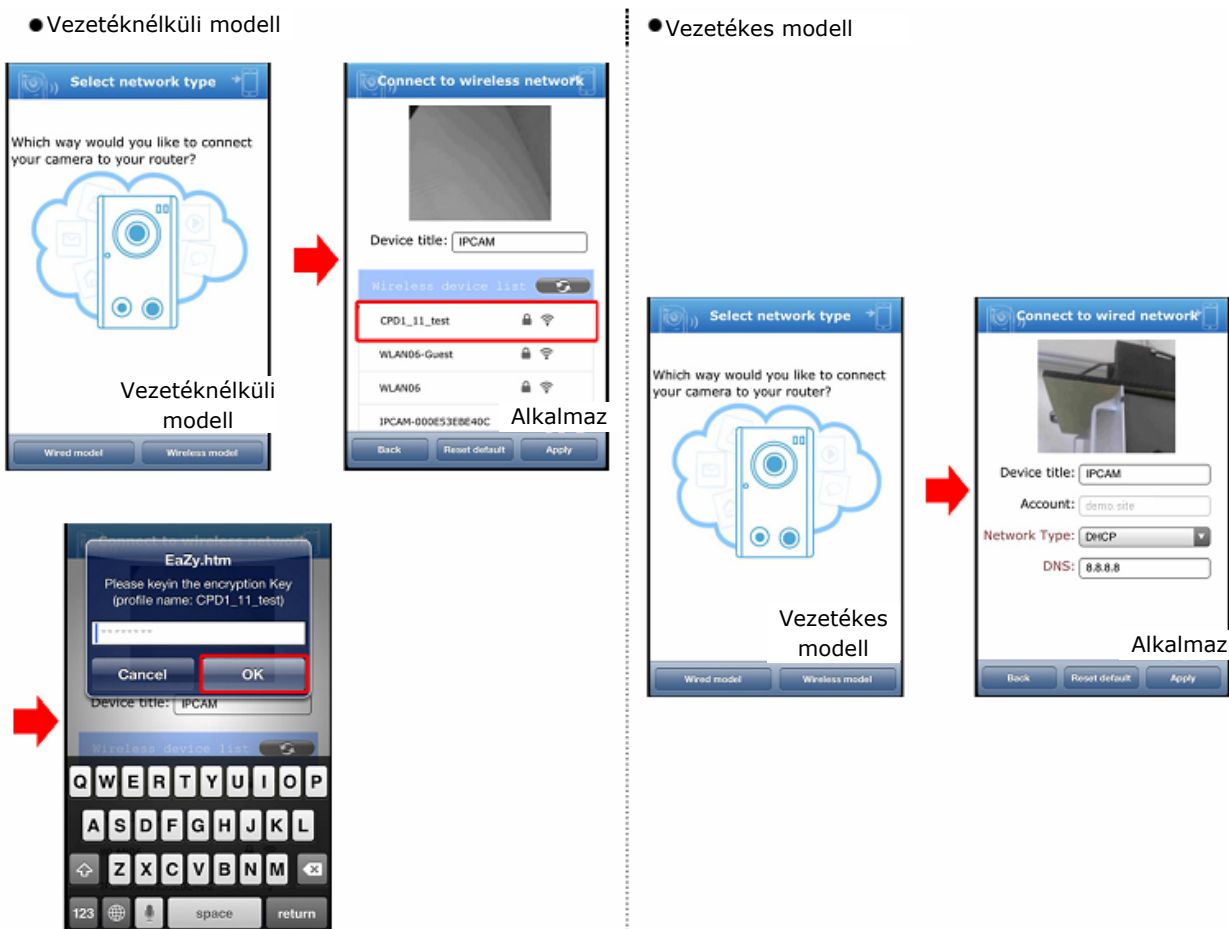 ●Vezetéknélküli modell
Select network type
Which way would you like to connect
your camera to your router?
Vezetéknélküli
modell
Wired model
Wireless model
Connect to wireless network
Device title: IPCAM
Wireless device list
CPD1_11_test
WLAN06-Guest
WLAN06
IPCAM-000E53EBE40C
Alkalmaz
Back
Reset default
Apply
EaZy.htm
Please keyin the encryption Key
(profile name: CPD1_11_test)
********
Cancel
OK
Device title: IPCAM
Wireless device list
Q W E R T Y U I O P
A S D F G H J K L
Z X C V B N M
123
space
return
●Vezetékes modell
Select network type
Which way would you like to connect
your camera to your router?
Vezetékes
modell
Wired model
Wireless model
Connect to wired network
Device title: IPCAM
Account: demo.site
Network Type: DHCP
DNS: 8.8.8.8
Alkalmaz
Back
Reset default
Apply